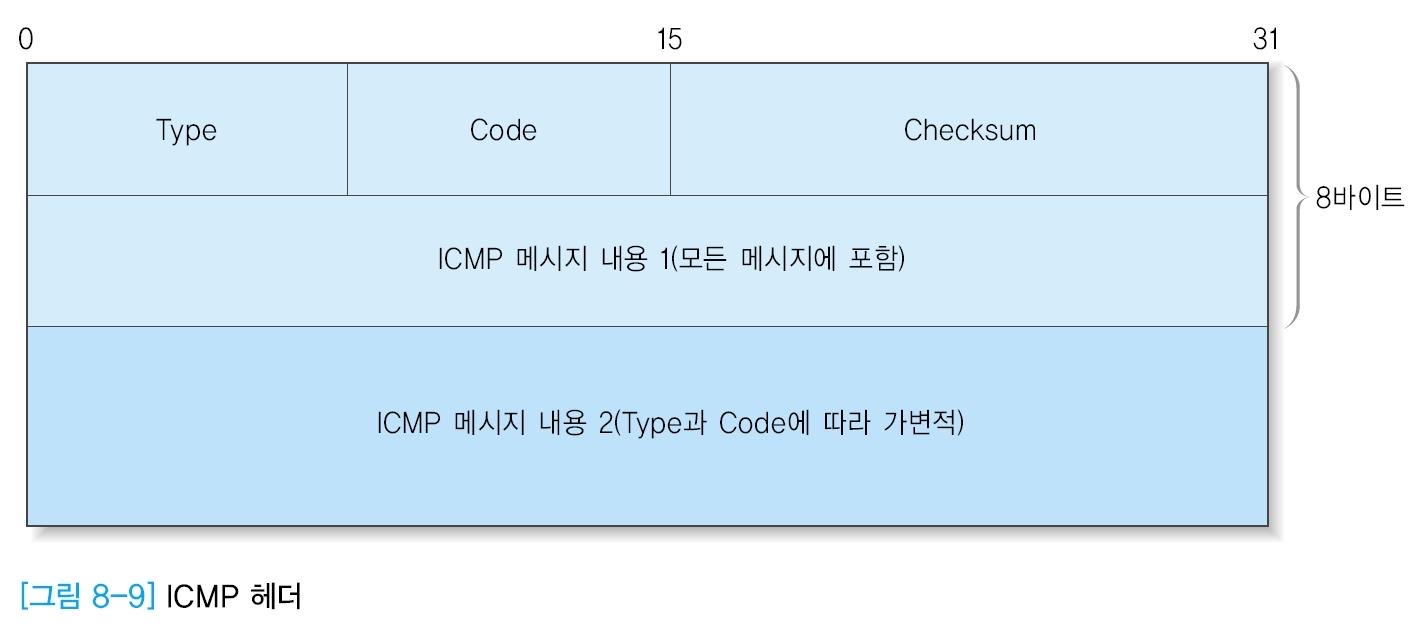 0 15 31
Type Code Checksum
8바이트
ICMP 메시지 내용 1(모든 메시지에 포함)
ICMP 메시지 내용 2(Type과 Code에 따라 가변적)
[그림 8-9] ICMP 헤더